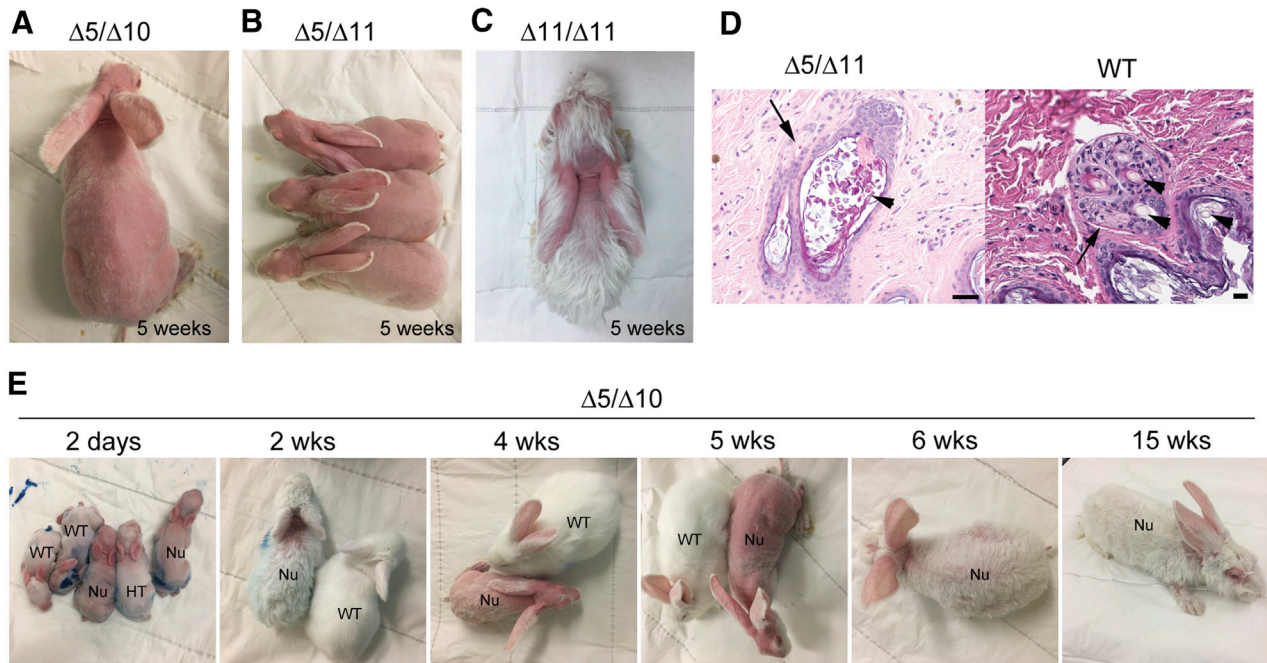 A
Δ5/Δ10
5 weeks
B
Δ5/Δ11
5 weeks
C
Δ11/Δ11
5 weeks
D
Δ5/Δ11
WT
E
Δ5/Δ10
2 days
2 wks
4 wks
5 wks
6 wks
15 wks
WT
WT
Nu
HT
Nu
Nu
WT
WT
Nu
WT
Nu
Nu
Nu